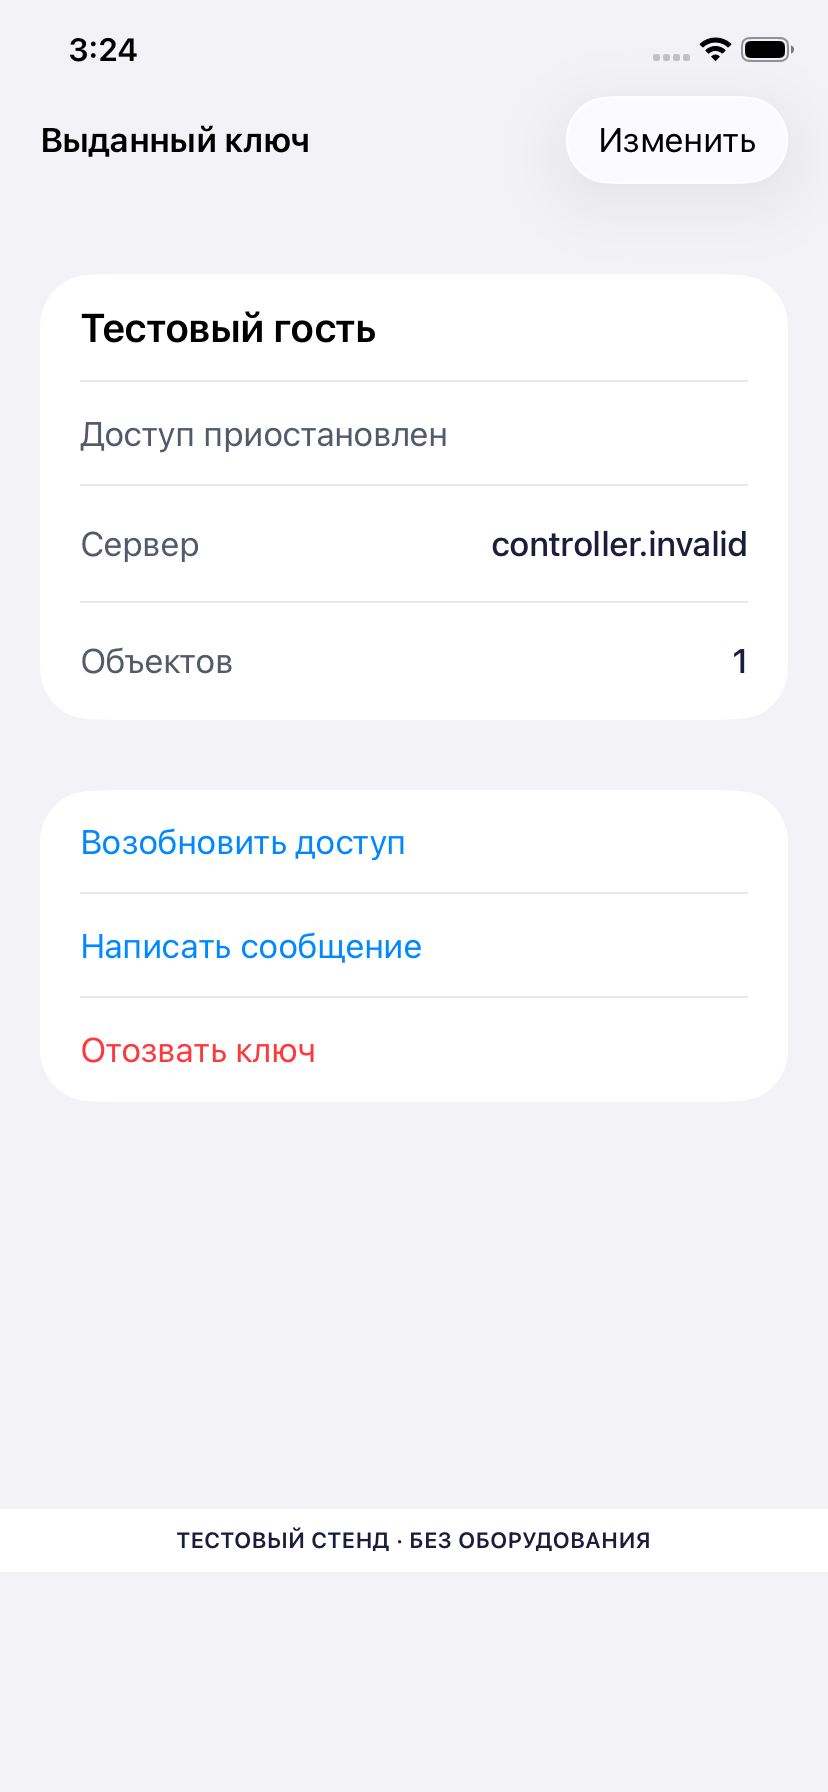 3:24
Выданный ключ
Изменить
Тестовый гость
Доступ приостановлен
Сервер controller.invalid
Объектов 1
Возобновить доступ
Написать сообщение
Отозвать ключ
ТЕСТОВЫЙ СТЕНД · БЕЗ ОБОРУДОВАНИЯ